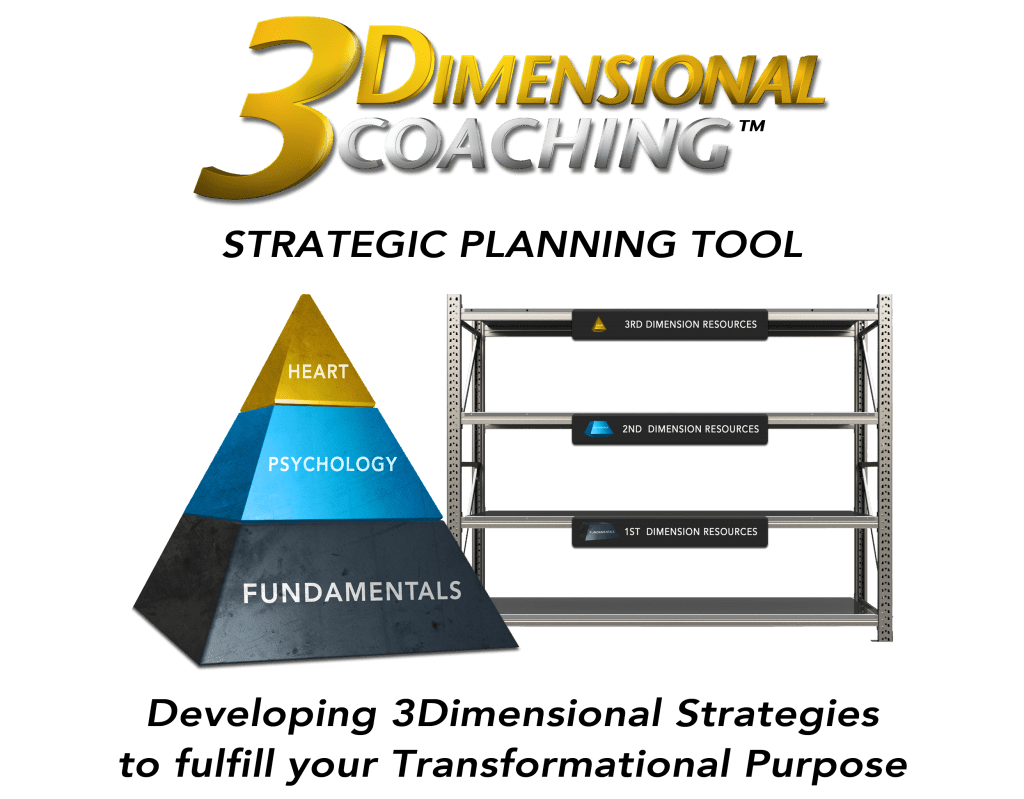 3DIMENSIONAL
COACHING™
STRATEGIC PLANNING TOOL
HEART
PSYCHOLOGY
FUNDAMENTALS
3RD DIMENSION RESOURCES
2ND DIMENSION RESOURCES
FUNDAMENTALS
1ST DIMENSION RESOURCES
Developing 3Dimensional Strategies
to fulfill your Transformational Purpose